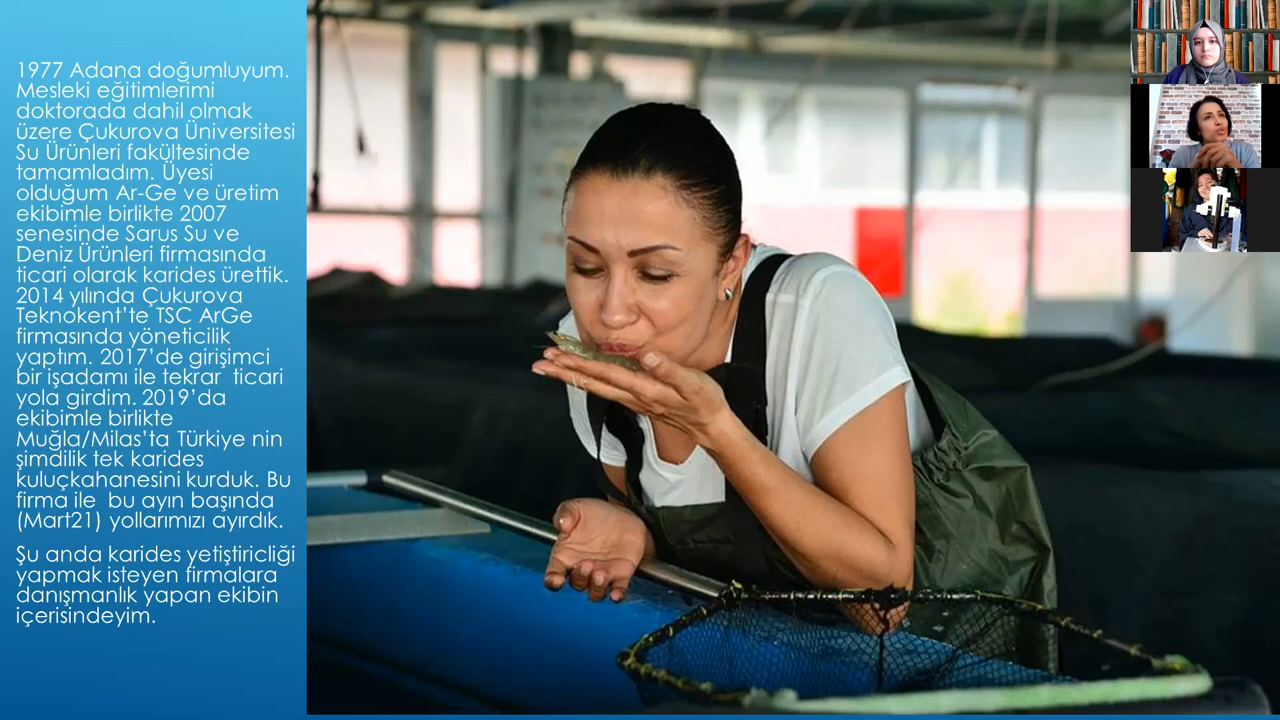 1977 Adana doğumluyum.
Mesleki eğitimlerimi
doktorada dahil olmak
üzere Çukurova Üniversitesi
Su Ürünleri fakültesinde
tamamladım. Üyesi
olduğum Ar-Ge ve üretim
ekibimle birlikte 2007
senesinde Sarus Su ve
Deniz Ürünleri firmasında
ticari olarak karides ürettik.
2014 yılında Çukurova
Teknokent'te TSC ArGe
firmasında yöneticilik
yaptım. 2017'de girişimci
bir işadamı ile tekrar ticari
yola girdim. 2019'da
ekibimle birlikte
Muğla/Milas'ta Türkiye nin
şimdilik tek karides
kuluçkahanesini kurduk. Bu
firma ile bu ayın başında
(Mart21) yollarımızı ayırdık.
Şu anda karides yetiştiriciliği
yapmak isteyen firmalara
danışmanlık yapan ekibin
içerisindeyim.